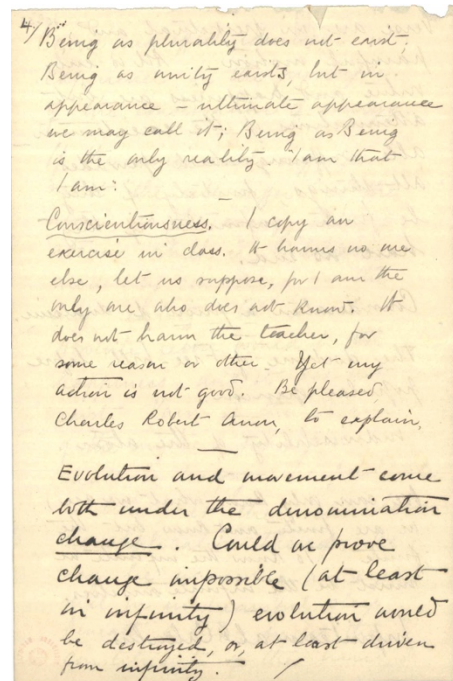 4/
Being as plurality does not exist.
Being as unity exists, but in
appearance - ultimate appearance
we may call it; Being as Being
is the only reality "I am that
I am:
—
Conscientiousness. - I copy an
exercise in class. It harms no one
else, let us suppose, for I am the
only one who does not know. It
does not harm the teacher, for
some reason or other. Yet my
action is not good. Be pleased
Charles Robert Anon, to explain.
—
Evolution and movement come
both under the denomination
change. Could we prove
change impossible (at least
in infinity) evolution would
be destroyed, or, at least driven
from infinity. /